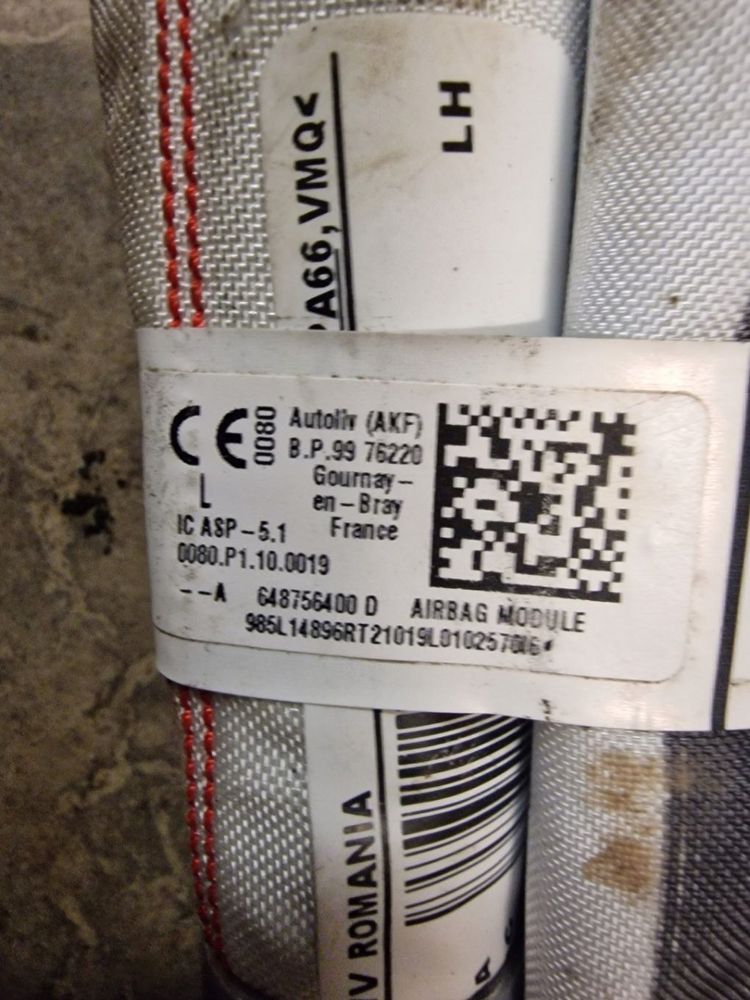 LH
PA66,VMQ<
CE 0080
Autoliv (AKF)
B.P.99 76220
Gournay-
en-Bray
France
L
IC ASP-5.1
0080.P1.10.0019
--A 648756400 D AIRBAG MODULE
ROMANIA
A